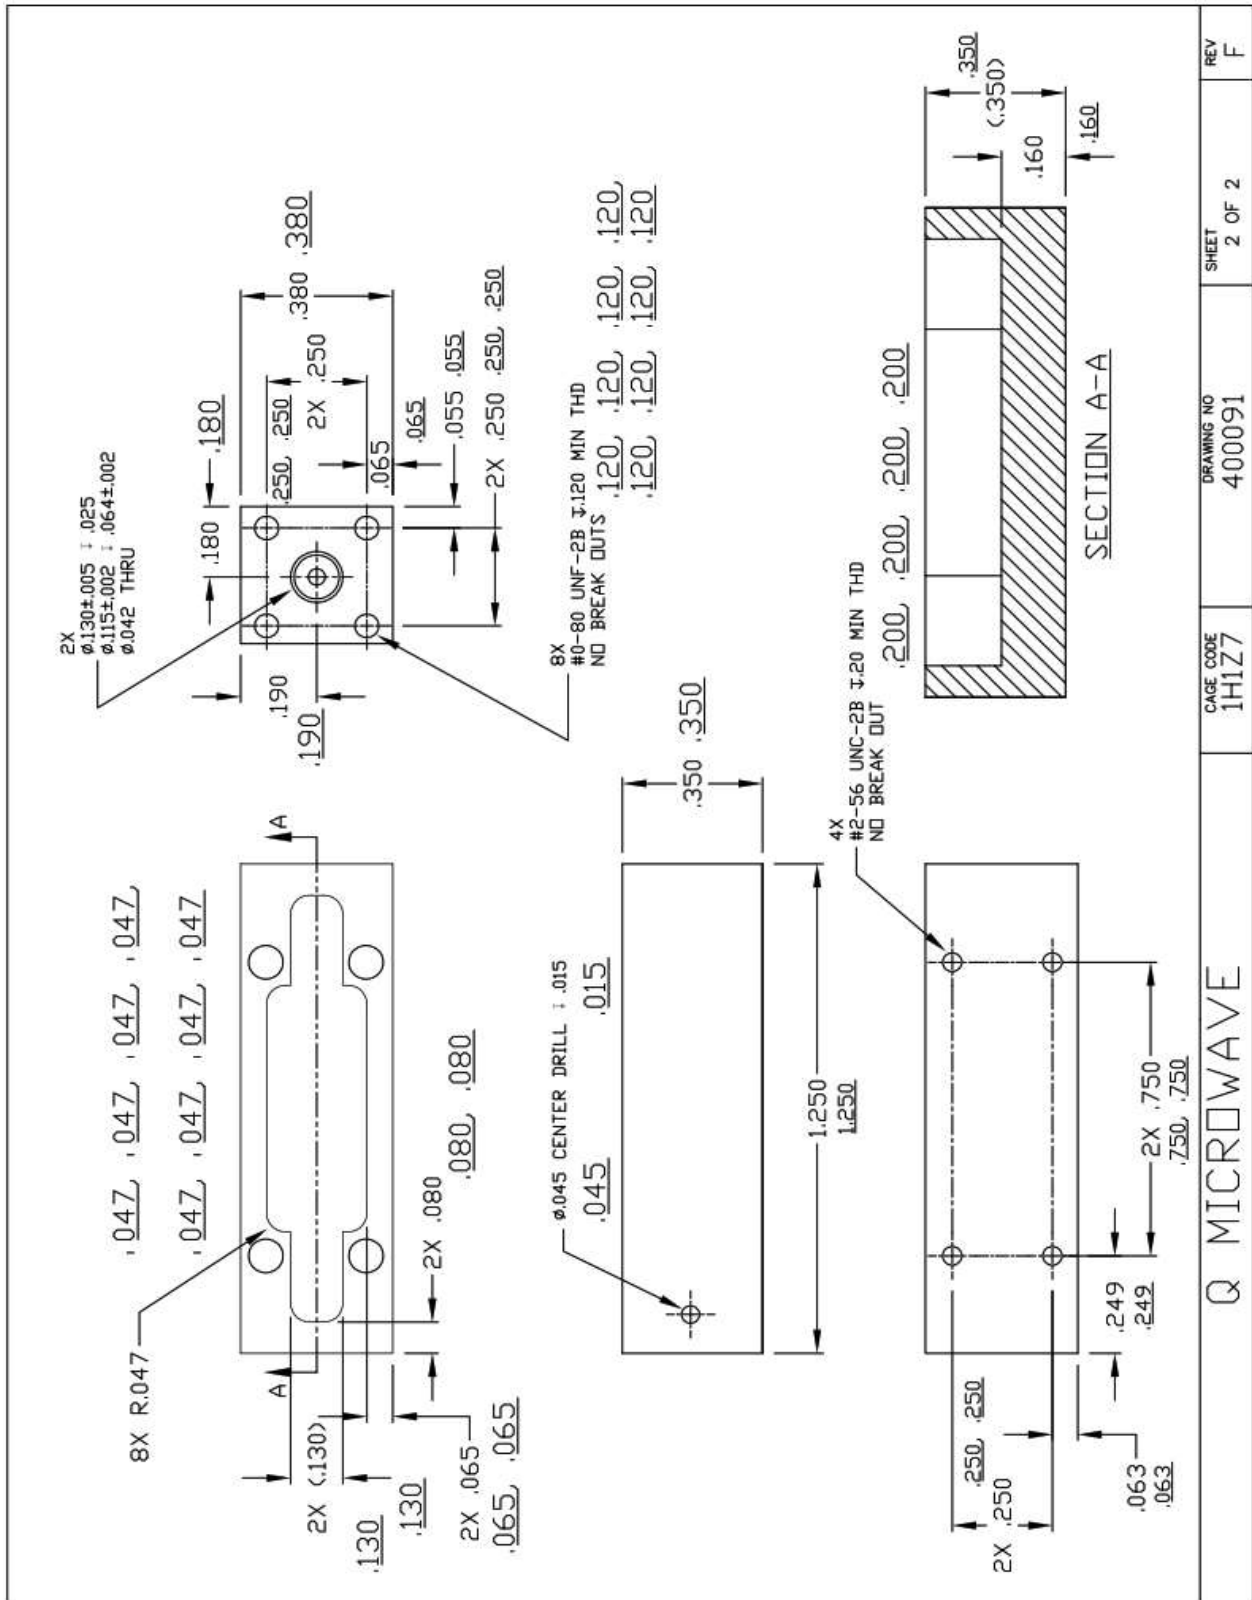 8X R.047
.047, .047, .047, .047,
.047, .047, .047, .047
A
A
2X (.130)
.130
.130
2X .065
.065, .065
2X .080
.080, .080
2X
ø.130±.005 ↧ .025
ø.115±.002 ↧ .064±.002
ø.042 THRU
.180
.180
.190
.190
.380 .380
.250, .250
2X .250
.065
.065
.055 .055
2X .250 .250, .250
8X
#0-80 UNF-2B ↧.120 MIN THD
NO BREAK OUTS
.120, .120, .120, .120,
.120, .120, .120, .120
ø.045 CENTER DRILL ↧ .015
.045 .015
.350 .350
1.250
1.250
4X
#2-56 UNC-2B ↧.20 MIN THD
NO BREAK OUT
.200, .200, .200, .200
.250, .250
2X .250
.063
.063
.249
.249
2X .750
.750, .750
.350
(.350)
.160
.160
SECTION A-A
Q MICROWAVE
CAGE CODE
1H1Z7
DRAWING NO
400091
SHEET
2 OF 2
REV
F